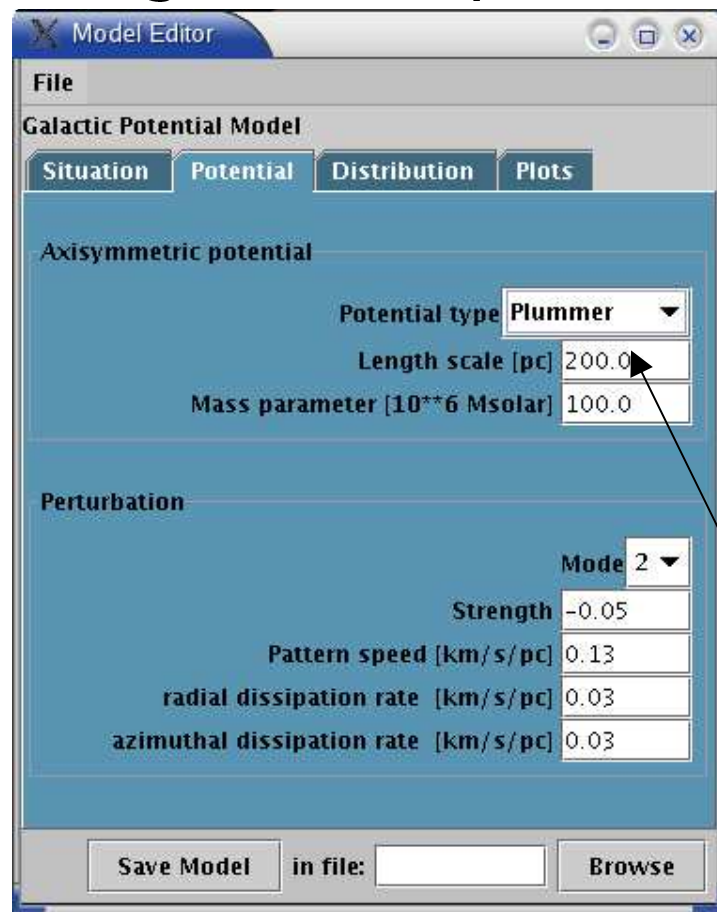 Model Editor
File
Galactic Potential Model
Situation Potential Distribution Plots
Axisymmetric potential
Potential type Plummer
Length scale [pc] 200.0
Mass parameter [10**6 Msolar] 100.0
Perturbation
Mode 2
Strength -0.05
Pattern speed [km/s/pc] 0.13
radial dissipation rate [km/s/pc] 0.03
azimuthal dissipation rate [km/s/pc] 0.03
Save Model in file: Browse